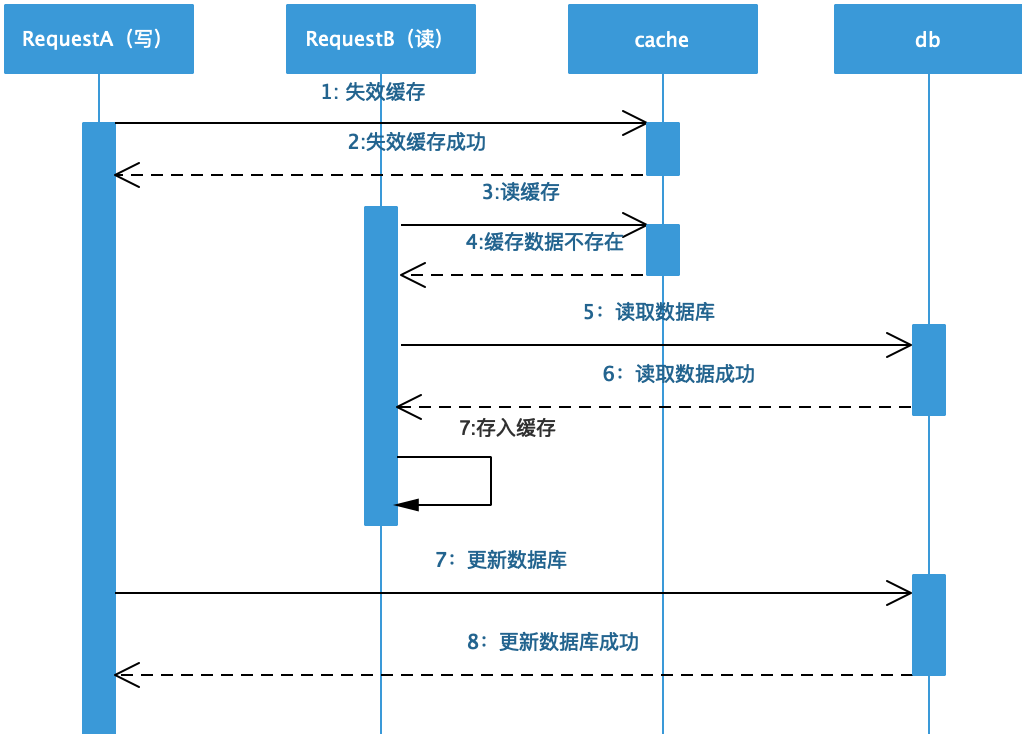 RequestA（写）
RequestB（读）
cache
db
1: 失效缓存
2:失效缓存成功
3:读缓存
4:缓存数据不存在
5：读取数据库
6：读取数据成功
7:存入缓存
7：更新数据库
8：更新数据库成功